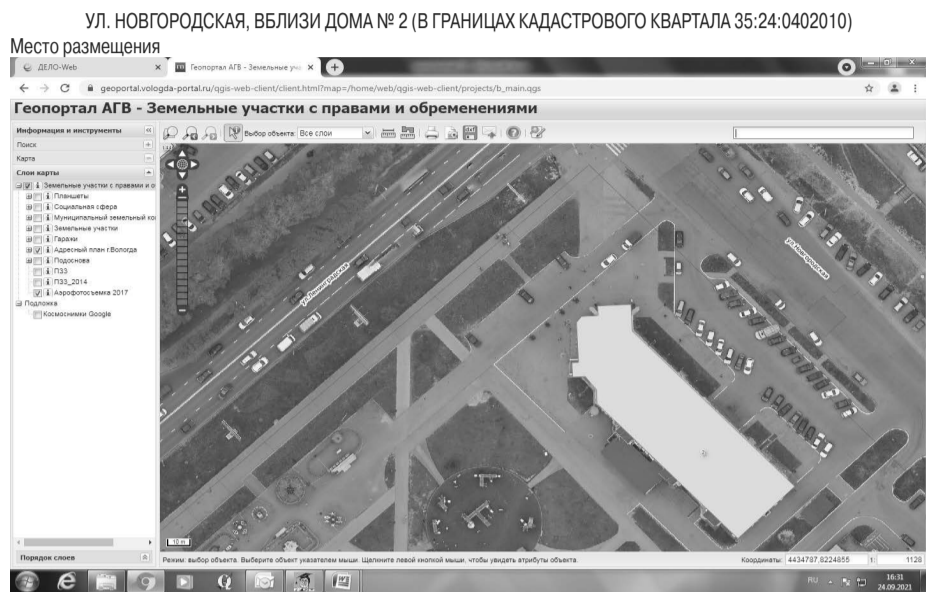 УЛ. НОВГОРОДСКАЯ, ВБЛИЗИ ДОМА № 2 (В ГРАНИЦАХ КАДАСТРОВОГО КВАРТАЛА 35:24:0402010)
Место размещения
ДЕЛО-Web
Геопортал АГВ - Земельные уча
geoportal.vologda-portal.ru/qgis-web-client/client.html?map=/home/web/qgis-web-client/projects/b_main.qgs
Геопортал АГВ - Земельные участки с правами и обременениями
Информация и инструменты
Выбор объекта: Все слои
Поиск
Карта
Слои карты
Земельные участки с правами и о
Планшеты
Социальная сфера
Муниципальный земельный ко
Земельные участки
Гаражи
Адресный план г.Вологда
Подоснова
ПЗЗ
ПЗЗ_2014
Аэрофотосъемка 2017
Подложка
Космоснимки Google
ул.Ленинградская
ул.Новгородская
10 m
Порядок слоев
Режим: выбор объекта. Выберите объект указателем мыши. Щелкните левой кнопкой мыши, чтобы увидеть атрибуты объекта.
Координаты: 4434787,8224855
1: 1128
RU
16:31
24.09.2021